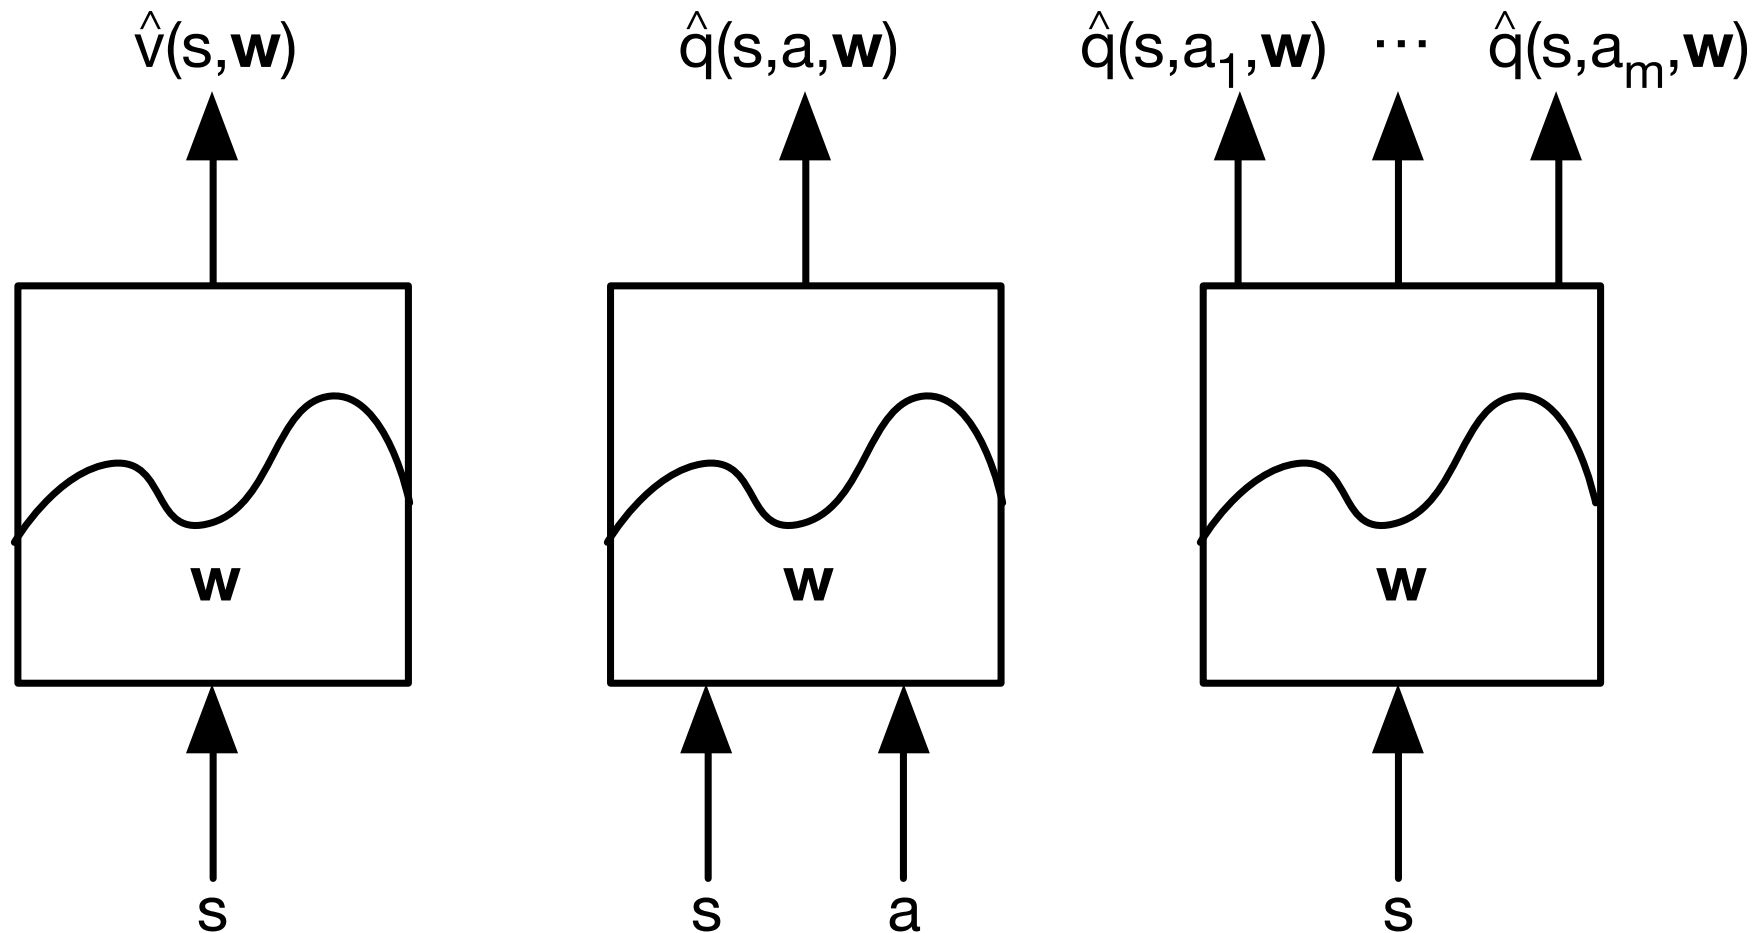 v̂(s,w) q̂(s,a,w) q̂(s,a₁,w) ... q̂(s,aₘ,w)
w w w
s s a s